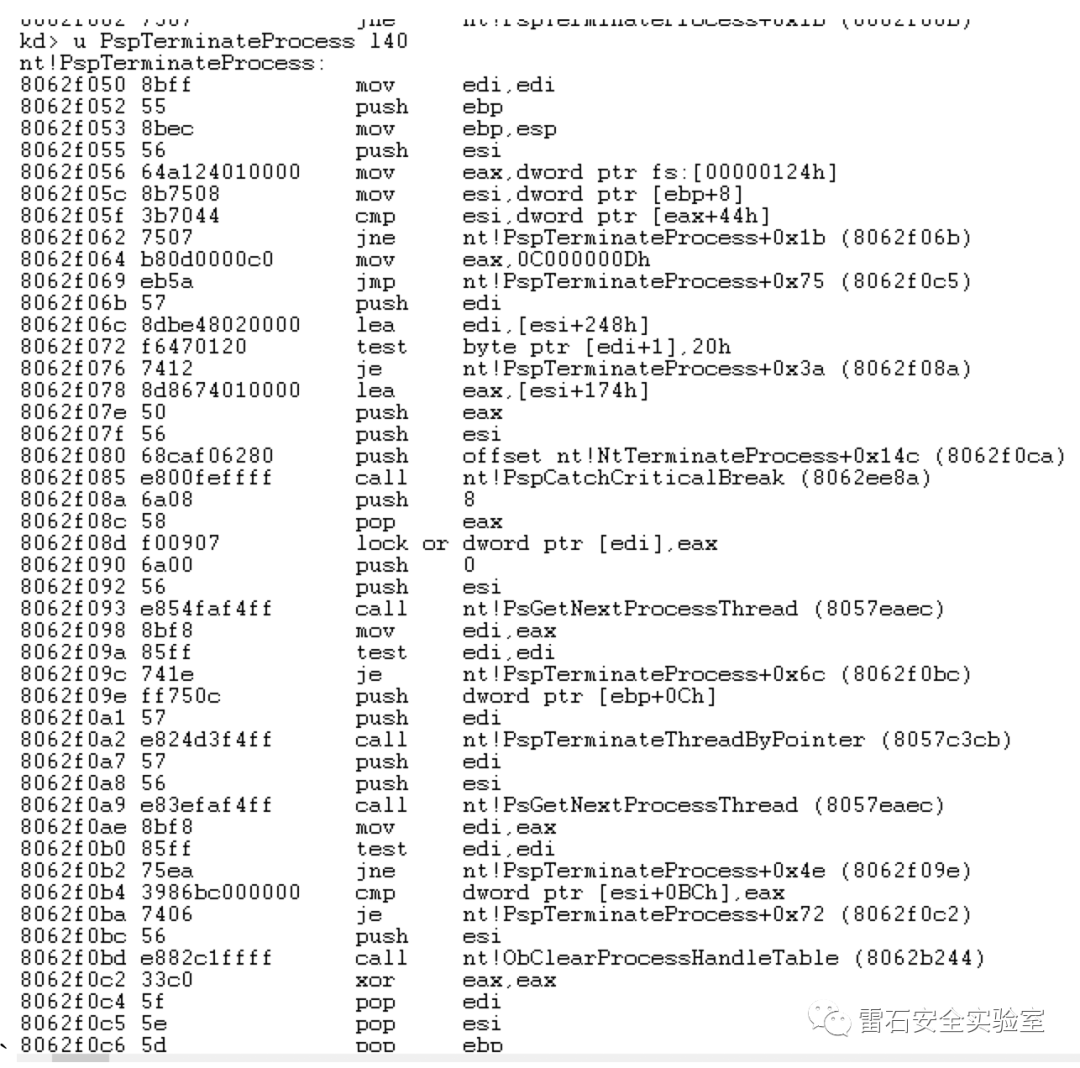 kd> u PspTerminateProcess l40
nt!PspTerminateProcess:
8062f050 8bff mov edi,edi
8062f052 55 push ebp
8062f053 8bec mov ebp,esp
8062f055 56 push esi
8062f056 64a124010000 mov eax,dword ptr fs:[00000124h]
8062f05c 8b7508 mov esi,dword ptr [ebp+8]
8062f05f 3b7044 cmp esi,dword ptr [eax+44h]
8062f062 7507 jne nt!PspTerminateProcess+0x1b (8062f06b)
8062f064 b80d0000c0 mov eax,0C000000Dh
8062f069 eb5a jmp nt!PspTerminateProcess+0x75 (8062f0c5)
8062f06b 57 push edi
8062f06c 8dbe48020000 lea edi,[esi+248h]
8062f072 f6470120 test byte ptr [edi+1],20h
8062f076 7412 je nt!PspTerminateProcess+0x3a (8062f08a)
8062f078 8d8674010000 lea eax,[esi+174h]
8062f07e 50 push eax
8062f07f 56 push esi
8062f080 68caf06280 push offset nt!NtTerminateProcess+0x14c (8062f0ca)
8062f085 e800feffff call nt!PspCatchCriticalBreak (8062ee8a)
8062f08a 6a08 push 8
8062f08c 58 pop eax
8062f08d f00907 lock or dword ptr [edi],eax
8062f090 6a00 push 0
8062f092 56 push esi
8062f093 e854faf4ff call nt!PsGetNextProcessThread (8057eaec)
8062f098 8bf8 mov edi,eax
8062f09a 85ff test edi,edi
8062f09c 741e je nt!PspTerminateProcess+0x6c (8062f0bc)
8062f09e ff750c push dword ptr [ebp+0Ch]
8062f0a1 57 push edi
8062f0a2 e824d3f4ff call nt!PspTerminateThreadByPointer (8057c3cb)
8062f0a7 57 push edi
8062f0a8 56 push esi
8062f0a9 e83efaf4ff call nt!PsGetNextProcessThread (8057eaec)
8062f0ae 8bf8 mov edi,eax
8062f0b0 85ff test edi,edi
8062f0b2 75ea jne nt!PspTerminateProcess+0x4e (8062f09e)
8062f0b4 3986bc000000 cmp dword ptr [esi+0BCh],eax
8062f0ba 7406 je nt!PspTerminateProcess+0x72 (8062f0c2)
8062f0bc 56 push esi
8062f0bd e882c1ffff call nt!ObClearProcessHandleTable (8062b244)
8062f0c2 33c0 xor eax,eax
8062f0c4 5f pop edi
8062f0c5 5e pop esi
8062f0c6 5d pop ebp
雷石安全实验室